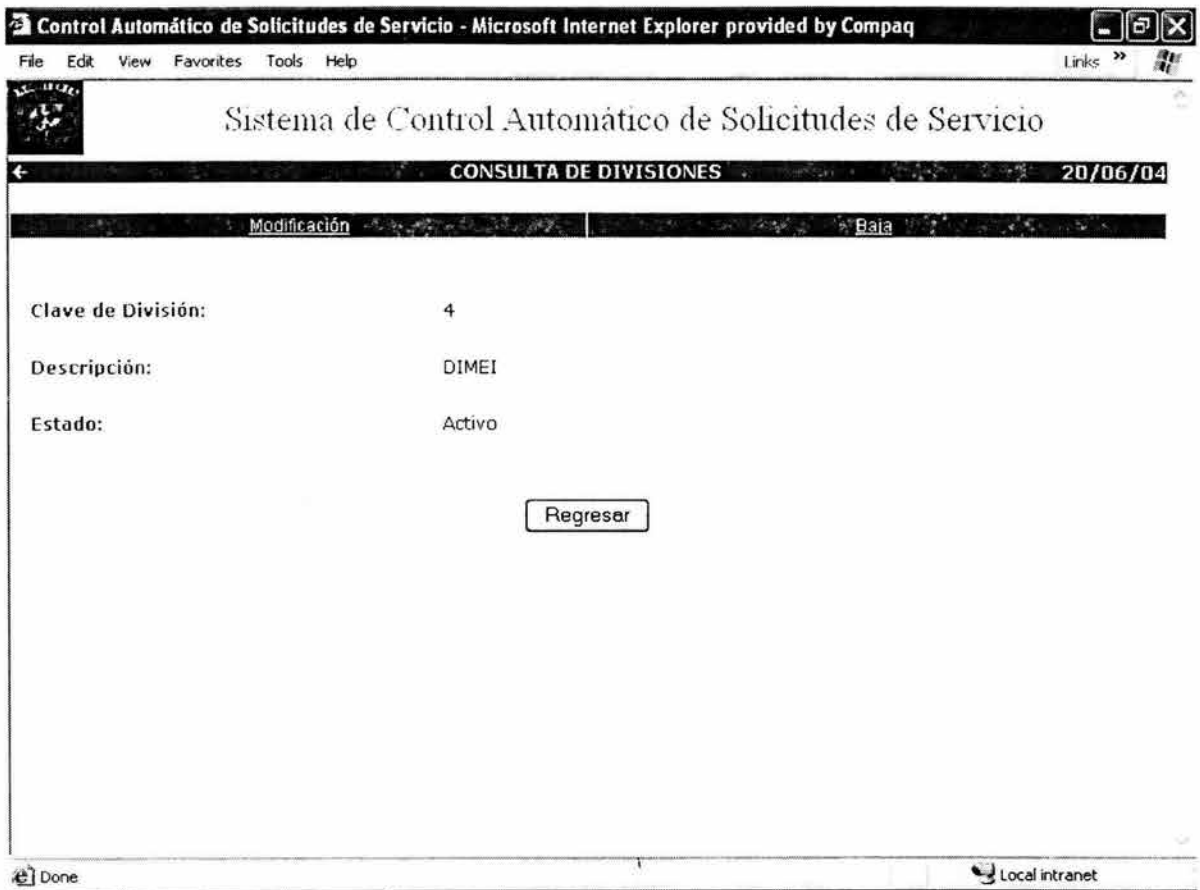 Control Automático de Solicitudes de Servicio - Microsoft Internet Explorer provided by Compaq
File Edit View Favorites Tools Help Links »
Sistema de Control Automático de Solicitudes de Servicio
CONSULTA DE DIVISIONES 20/06/04
Modificación Baja
Clave de División: 4
Descripción: DIMEI
Estado: Activo
Regresar
Done Local intranet